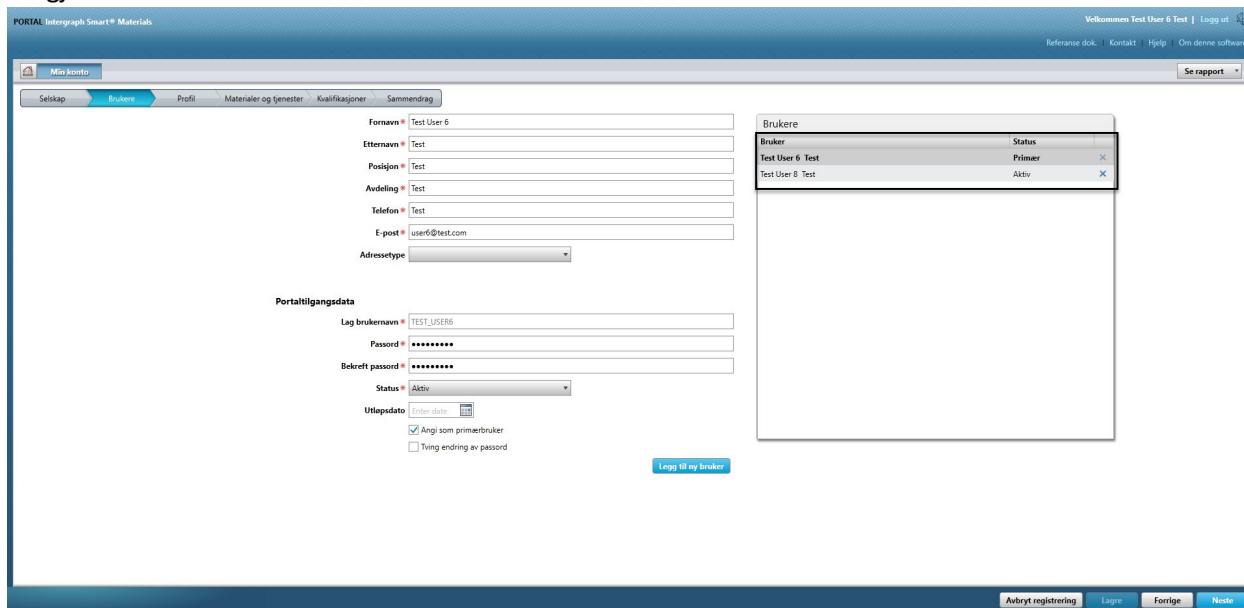 PORTAL Intergraph Smart® Materials
Velkommen Test User 6 Test | Logg ut
Referanse dok. | Kontakt | Hjelp | Om denne softwar
Min konto
Se rapport
Selskap Brukere Profil Materialer og tjenester Kvalifikasjoner Sammendrag
Fornavn * Test User 6
Etternavn * Test
Posisjon * Test
Avdeling * Test
Telefon * Test
E-post * user6@test.com
Adressetype
Portaltilgangsdata
Lag brukernavn * TEST_USER6
Passord * •••••••••
Bekreft passord * •••••••••
Status * Aktiv
Utløpsdato Enter date
Angi som primærbruker
Tving endring av passord
Legg til ny bruker
Brukere
Bruker Status
Test User 6 Test Primær
Test User 8 Test Aktiv
Avbryt registrering Lagre Forrige Neste